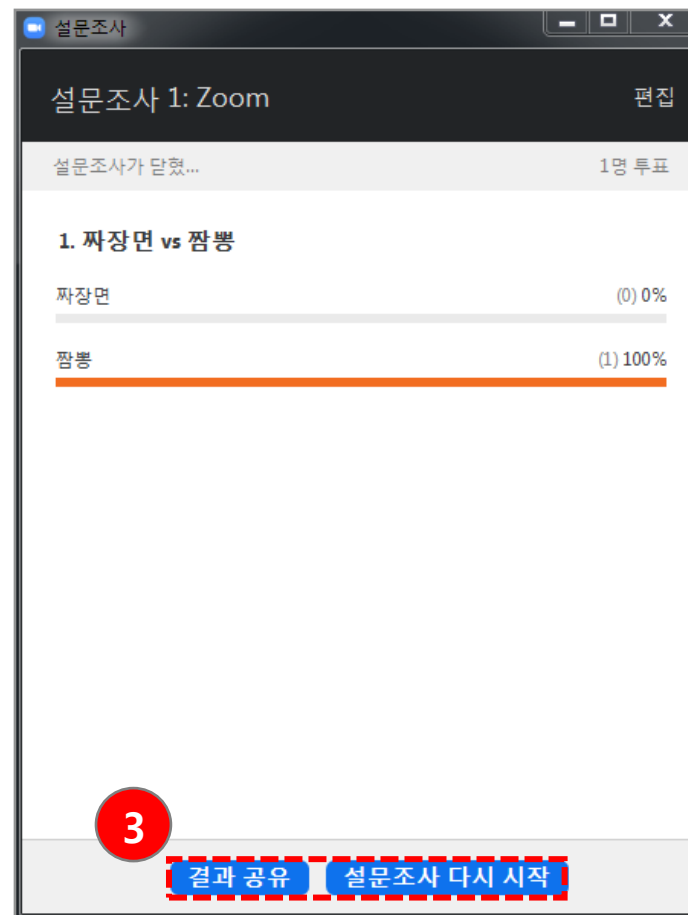 설문조사
설문조사 1: Zoom 편집
설문조사가 닫혔... 1명 투표
1. 짜장면 vs 짬뽕
짜장면 (0) 0%
짬뽕 (1) 100%
3
결과 공유 설문조사 다시 시작